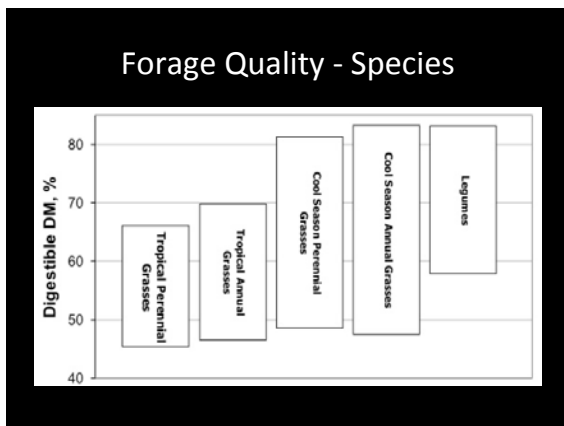 Forage Quality - Species
Digestible DM, %
80
70
60
50
40
Tropical Perennial
Grasses
Tropical Annual
Grasses
Cool Season Perennial
Grasses
Cool Season Annual Grasses
Legumes